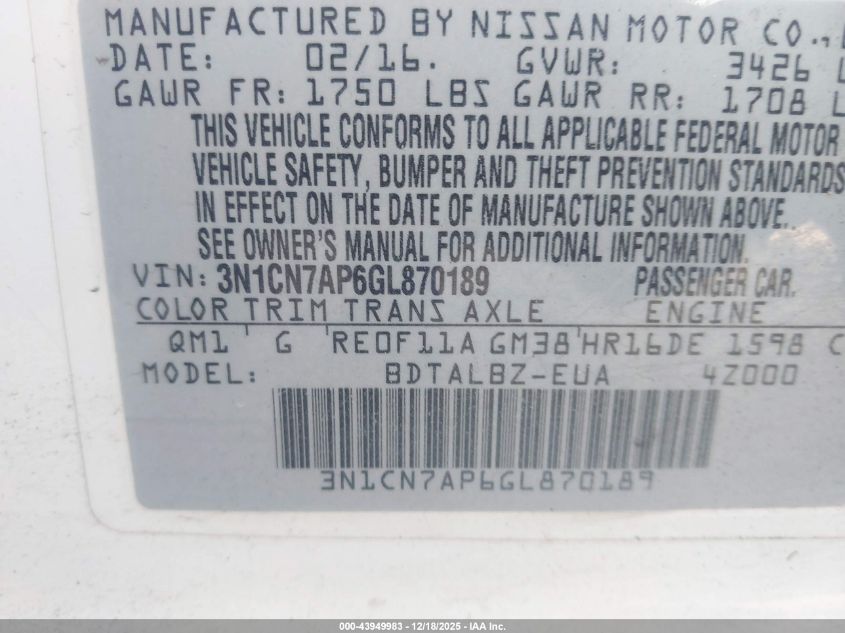 MANUFACTURED BY NISSAN MOTOR CO.,
DATE: 02/16. GVWR: 3426 L
GAWR FR: 1750 LBS GAWR RR: 1708 L
THIS VEHICLE CONFORMS TO ALL APPLICABLE FEDERAL MOTOR
VEHICLE SAFETY, BUMPER AND THEFT PREVENTION STANDARDS
IN EFFECT ON THE DATE OF MANUFACTURE SHOWN ABOVE.
SEE OWNER'S MANUAL FOR ADDITIONAL INFORMATION.
VIN: 3N1CN7AP6GL870189 PASSENGER CAR.
COLOR TRIM TRANS AXLE ENGINE
QM1 ' G 'RE0F11A GM38'HR16DE 1598 C
MODEL: BDTALBZ-EUA 4Z000
3N1CN7AP6GL870189
000-43949983 - 12/18/2025 - IAA Inc.